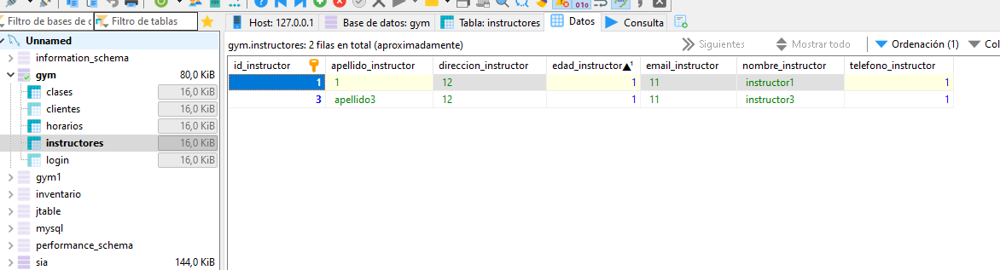 Filtro de bases de d
Filtro de tablas
Host: 127.0.0.1
Base de datos: gym
Tabla: instructores
Datos
Consulta
Unnamed
information_schema
gym 80,0 KiB
clases 16,0 KiB
clientes 16,0 KiB
horarios 16,0 KiB
instructores 16,0 KiB
login 16,0 KiB
gym1
inventario
jtable
mysql
performance_schema
sia 144,0 KiB
gym.instructores: 2 filas en total (aproximadamente)
Siguientes
Mostrar todo
Ordenación (1)
Col
id_instructor apellido_instructor direccion_instructor edad_instructor 1 email_instructor nombre_instructor telefono_instructor
1 1 12 1 11 instructor1 1
3 apellido3 12 1 11 instructor3 1